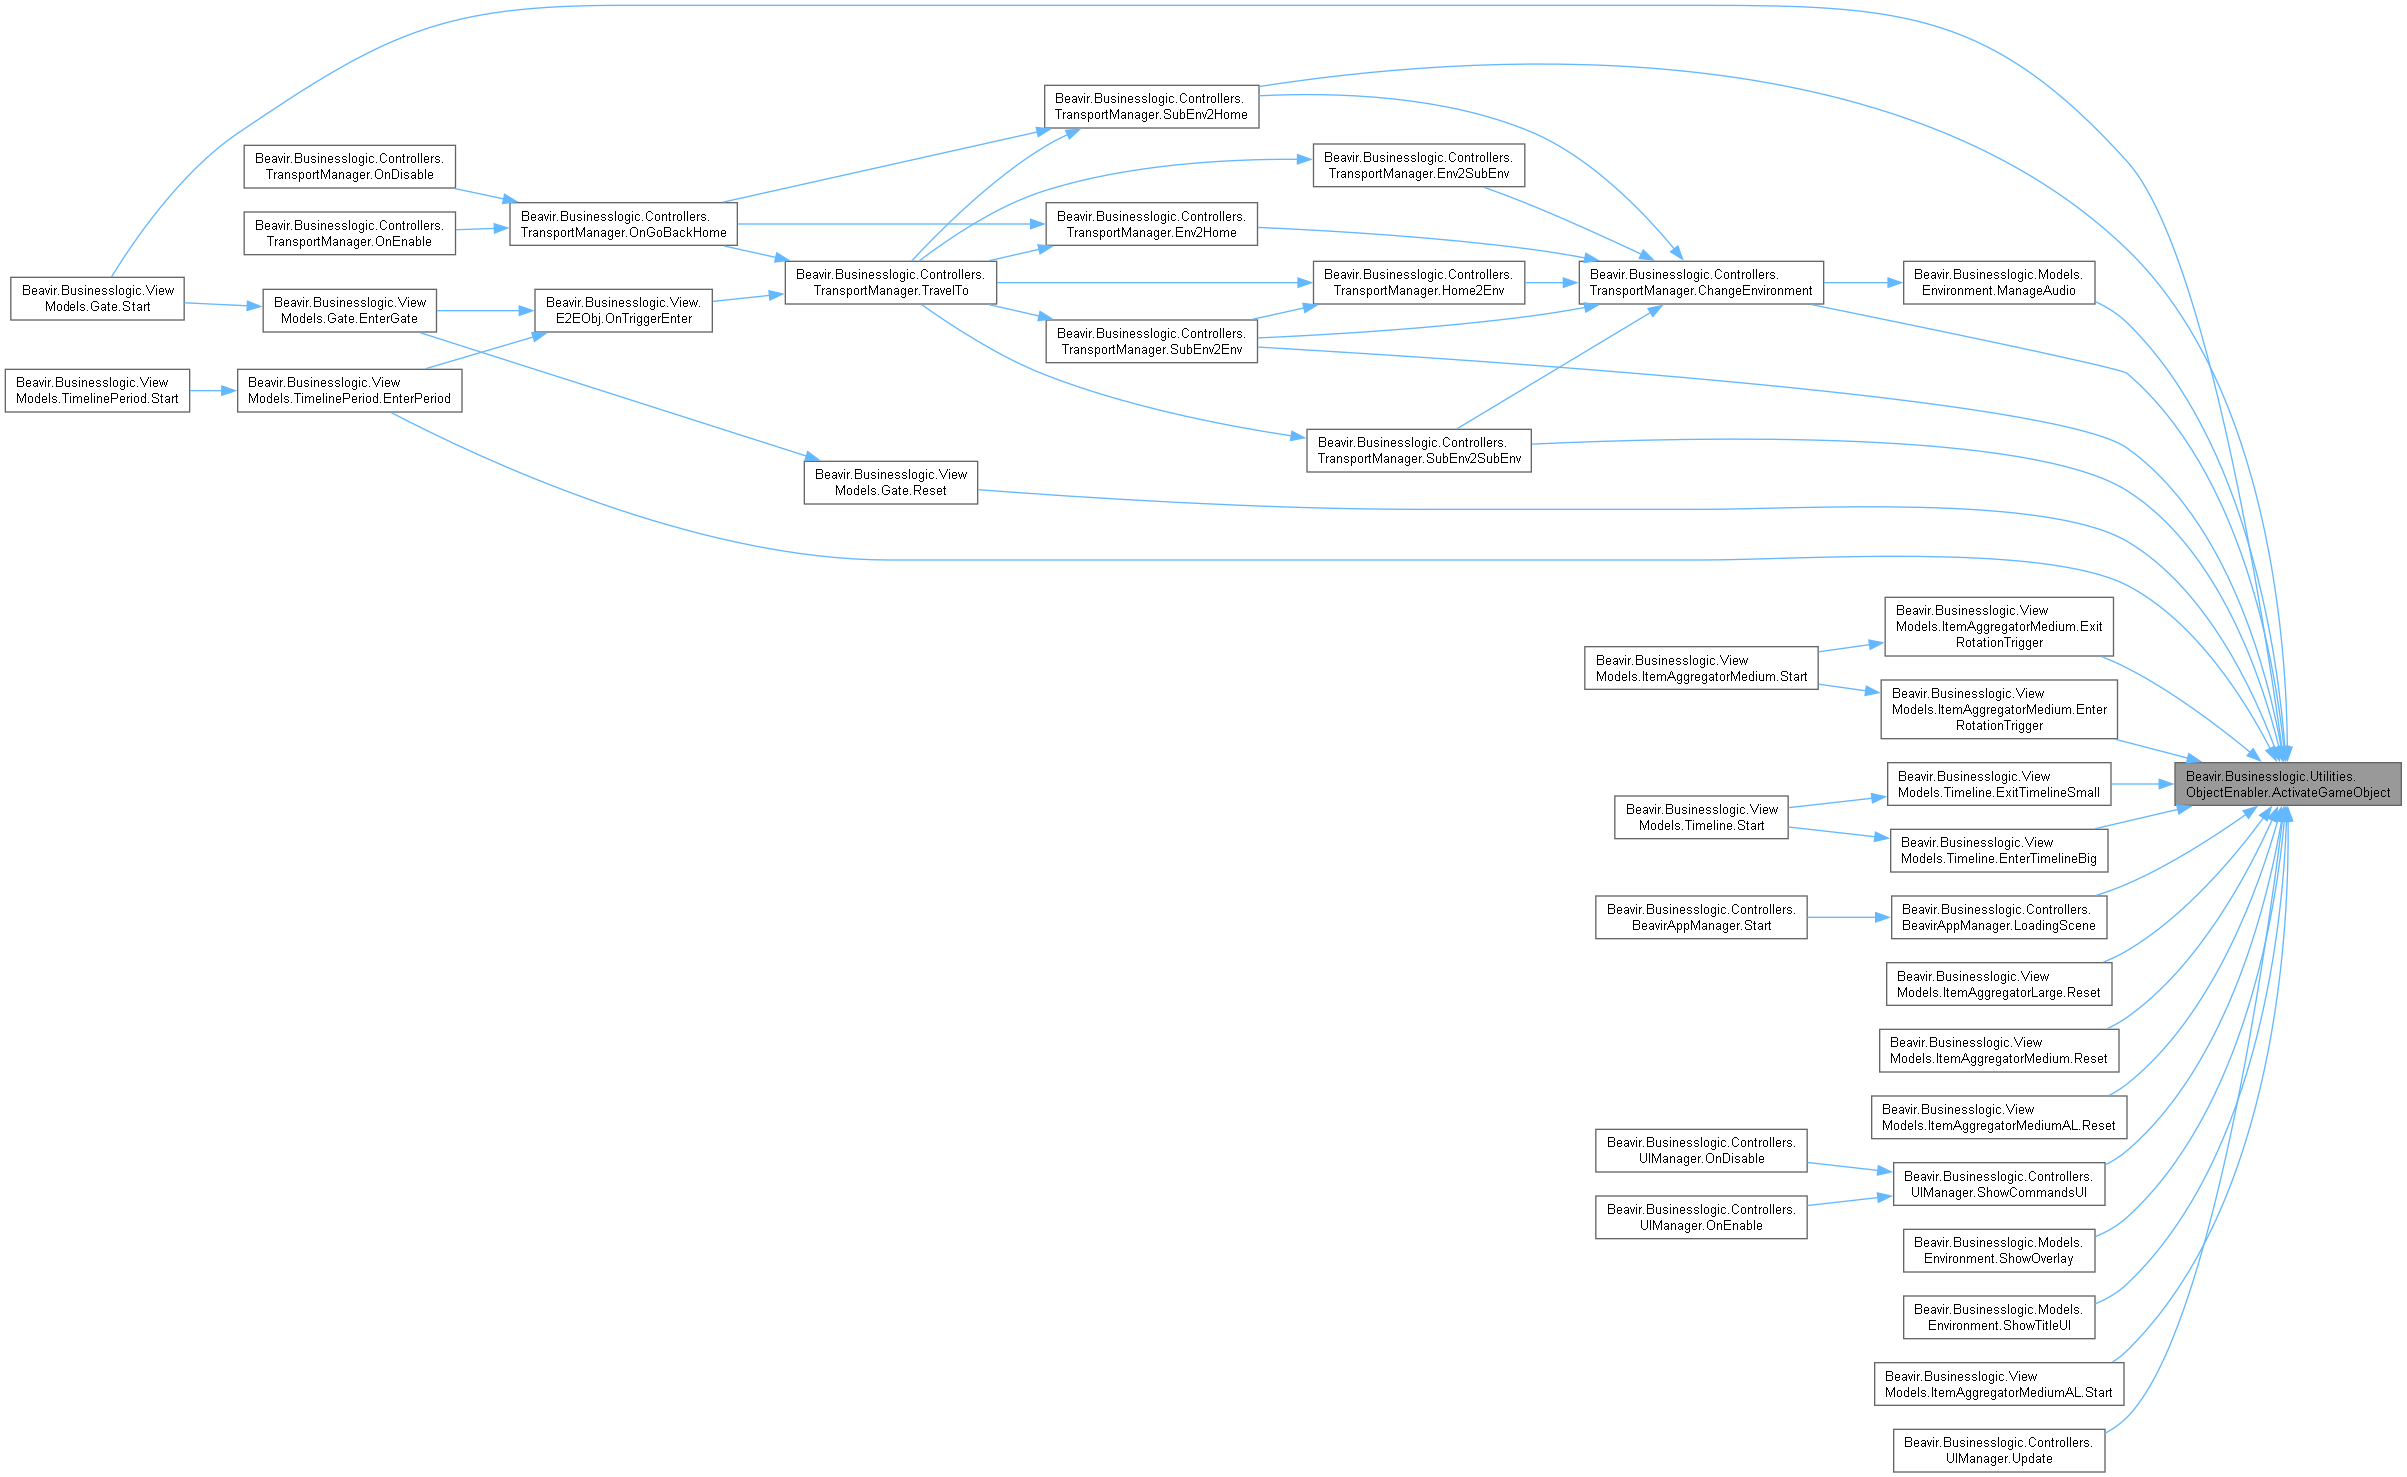 Beavir.Businesslogic.Controllers.
TransportManager.SubEnv2Home
Beavir.Businesslogic.Controllers.
TransportManager.OnDisable
Beavir.Businesslogic.Controllers.
TransportManager.Env2SubEnv
Beavir.Businesslogic.Controllers.
TransportManager.OnEnable
Beavir.Businesslogic.Controllers.
TransportManager.OnGoBackHome
Beavir.Businesslogic.Controllers.
TransportManager.Env2Home
Beavir.Businesslogic.View
Models.Gate.Start
Beavir.Businesslogic.View
Models.Gate.EnterGate
Beavir.Businesslogic.View.
E2EObj.OnTriggerEnter
Beavir.Businesslogic.Controllers.
TransportManager.TravelTo
Beavir.Businesslogic.Controllers.
TransportManager.Home2Env
Beavir.Businesslogic.Controllers.
TransportManager.ChangeEnvironment
Beavir.Businesslogic.Models.
Environment.ManageAudio
Beavir.Businesslogic.Controllers.
TransportManager.SubEnv2Env
Beavir.Businesslogic.View
Models.TimelinePeriod.Start
Beavir.Businesslogic.View
Models.TimelinePeriod.EnterPeriod
Beavir.Businesslogic.Controllers.
TransportManager.SubEnv2SubEnv
Beavir.Businesslogic.View
Models.Gate.Reset
Beavir.Businesslogic.View
Models.ItemAggregatorMedium.Exit
RotationTrigger
Beavir.Businesslogic.View
Models.ItemAggregatorMedium.Start
Beavir.Businesslogic.View
Models.ItemAggregatorMedium.Enter
RotationTrigger
Beavir.Businesslogic.View
Models.Timeline.ExitTimelineSmall
Beavir.Businesslogic.Utilities.
ObjectEnabler.ActivateGameObject
Beavir.Businesslogic.View
Models.Timeline.Start
Beavir.Businesslogic.View
Models.Timeline.EnterTimelineBig
Beavir.Businesslogic.Controllers.
BeavirAppManager.Start
Beavir.Businesslogic.Controllers.
BeavirAppManager.LoadingScene
Beavir.Businesslogic.View
Models.ItemAggregatorLarge.Reset
Beavir.Businesslogic.View
Models.ItemAggregatorMedium.Reset
Beavir.Businesslogic.View
Models.ItemAggregatorMediumAL.Reset
Beavir.Businesslogic.Controllers.
UIManager.OnDisable
Beavir.Businesslogic.Controllers.
UIManager.ShowCommandsUI
Beavir.Businesslogic.Controllers.
UIManager.OnEnable
Beavir.Businesslogic.Models.
Environment.ShowOverlay
Beavir.Businesslogic.Models.
Environment.ShowTitleUI
Beavir.Businesslogic.View
Models.ItemAggregatorMediumAL.Start
Beavir.Businesslogic.Controllers.
UIManager.Update